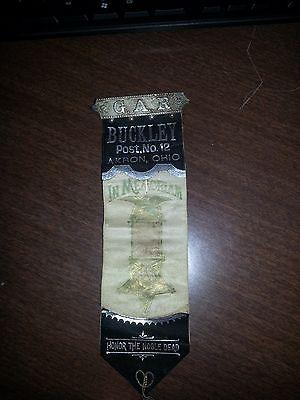 G.A.R
BUCKLEY
POST, NO. 12
AKRON, OHIO
IN MEMORIAM
HONOR THE NOBLE DEAD